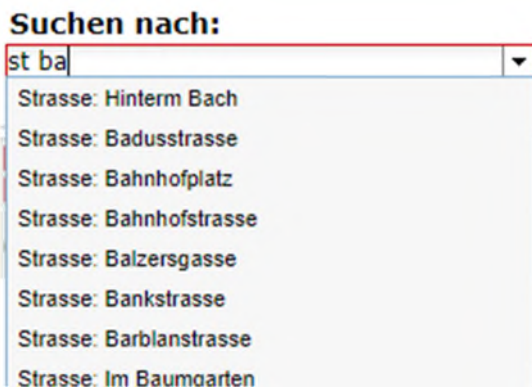 Suchen nach:
st ba
Strasse: Hinterm Bach
Strasse: Badusstrasse
Strasse: Bahnhofplatz
Strasse: Bahnhofstrasse
Strasse: Balzersgasse
Strasse: Bankstrasse
Strasse: Barblanstrasse
Strasse: Im Baumgarten